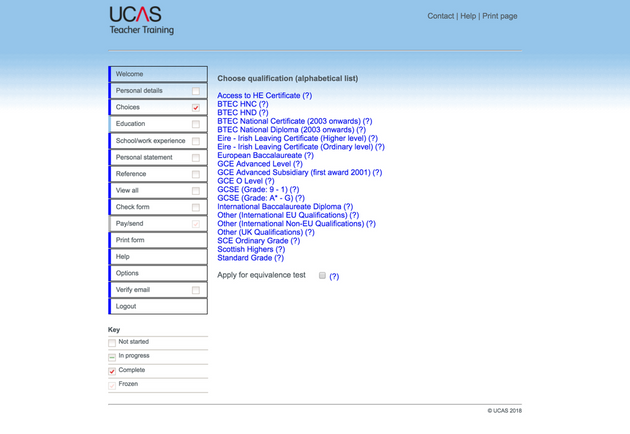 UCAS
Teacher Training
Contact | Help | Print page
Welcome
Personal details
Choices
Education
School/work experience
Personal statement
Reference
View all
Check form
Pay/send
Print form
Help
Options
Verify email
Logout
Key
Not started
In progress
Complete
Frozen
Choose qualification (alphabetical list)
Access to HE Certificate (?)
BTEC HNC (?)
BTEC HND (?)
BTEC National Certificate (2003 onwards) (?)
BTEC National Diploma (2003 onwards) (?)
Eire - Irish Leaving Certificate (Higher level) (?)
Eire - Irish Leaving Certificate (Ordinary level) (?)
European Baccalaureate (?)
GCE Advanced Level (?)
GCE Advanced Subsidiary (first award 2001) (?)
GCE O Level (?)
GCSE (Grade: 9 - 1) (?)
GCSE (Grade: A* - G) (?)
International Baccalaureate Diploma (?)
Other (International EU Qualifications) (?)
Other (International Non-EU Qualifications) (?)
Other (UK Qualifications) (?)
SCE Ordinary Grade (?)
Scottish Highers (?)
Standard Grade (?)
Apply for equivalence test (?)
© UCAS 2018